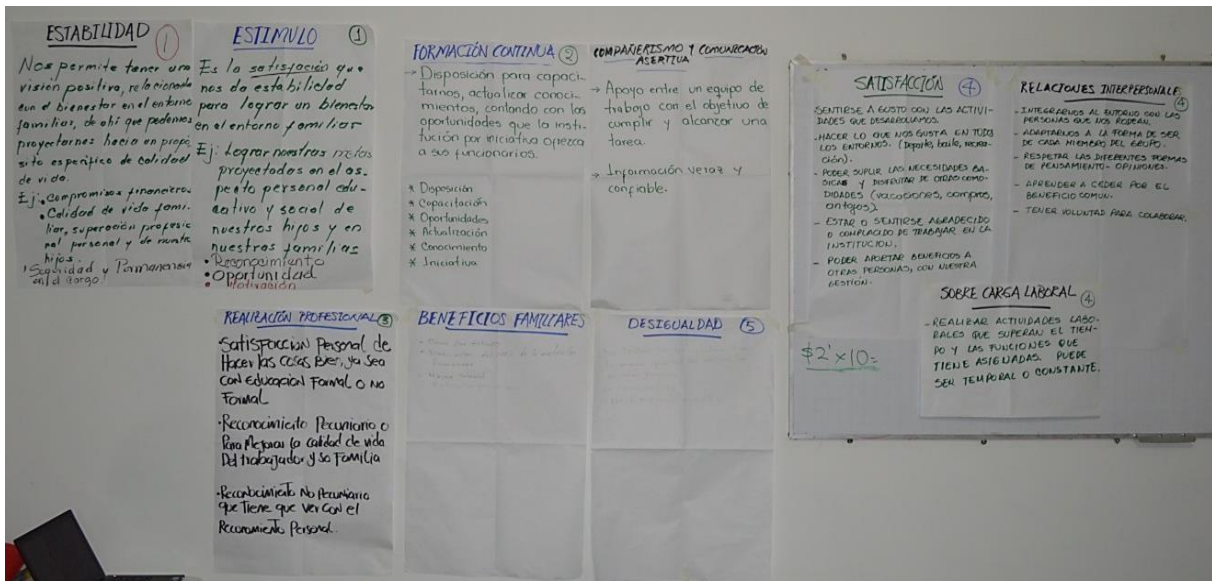 ESTABILIDAD 1
Nos permite tener una
visión positiva, relacionada
con el bienestar en el entorno
familiar, de ahi que podemos
proyectarnos hacia un propó
sito especifico de calidad
de vida.
Ej: compromisos financieros
• Calidad de vida fami-
liar, superación profesio
nal personal y de nuestros
hijos.
Seguridad y Permanencia
en el cargo!
ESTIMULO 1
Es la satisfacción que
nos da estabilidad
para lograr un bienestar
en el entorno familiar
Ej: Lograr nuestras metas
proyectadas en el as-
pecto personal edu-
cativo y social de
nuestros hijos y en
nuestras familias
• Reconocimiento
• Oportunidad
• Motivación
FORMACIÓN CONTINUA 2
→ Disposición para capaci-
tarnos, actualizar conoci-
mientos, contando con las
oportunidades que la insti-
tución por iniciativa ofrezca
a sus funcionarios.
* Disposición
* Capacitación
* Oportunidades
* Actualización
* Conocimiento
* Iniciativa
COMPAÑERISMO Y COMUNICACIÓN
ASERTIVA
→ Apoyo entre un equipo de
trabajo con el objetivo de
cumplir y alcanzar una
tarea.
→ Información veraz y
confiable.
SATISFACCIÓN 4
SENTIRSE A GUSTO CON LAS ACTIVI-
DADES QUE DESARROLLAMOS.
- HACER LO QUE NOS GUSTA EN TODOS
LOS ENTORNOS. (Deporte, baile, recrea-
ción).
- PODER SUPLIR LAS NECESIDADES BA-
SICAS Y DISFRUTAR DE OTRAS COMO-
DIDADES (vacaciones, compras,
antojos).
- ESTAR O SENTIRSE AGRADECIDO
O COMPLACIDO DE TRABAJAR EN LA
INSTITUCION.
- PODER APORTAR BENEFICIOS A
OTRAS PERSONAS, CON NUESTRA
GESTIÓN.
RELACIONES INTERPERSONALE
4
- INTEGRARNOS AL ENTORNO CON LAS
PERSONAS QUE NOS RODEAN.
- ADAPTARNOS A LA FORMA DE SER
DE CADA MIEMBRO DEL GRUPO.
- RESPETAR LAS DIFERENTES FORMAS
DE PENSAMIENTO - OPINIONES.
- APRENDER A CEDER POR EL
BENEFICIO COMUN.
- TENER VOLUNTAD PARA COLABORAR.
SOBRE CARGA LABORAL 4
- REALIZAR ACTIVIDADES LABO-
RALES QUE SUPERAN EL TIEM-
PO Y LAS FUNCIONES QUE
TIENE ASIGNADAS. PUEDE
SER TEMPORAL O CONSTANTE.
$2' x 10=
REALIZACIÓN PROFESIONAL 3
Satisfaccion Personal de
Hacer las Cosas Bien, ya Sea
Con Educación Formal o No
Formal
• Reconocimiento Pecuniario o
Para Mejorar la calidad de vida
Del trabajador y so Familia
• Reconocimiento No Pecuniario
que Tiene que Ver Con el
Personal.
BENEFICIOS FAMILIARES
DESIGUALDAD 5